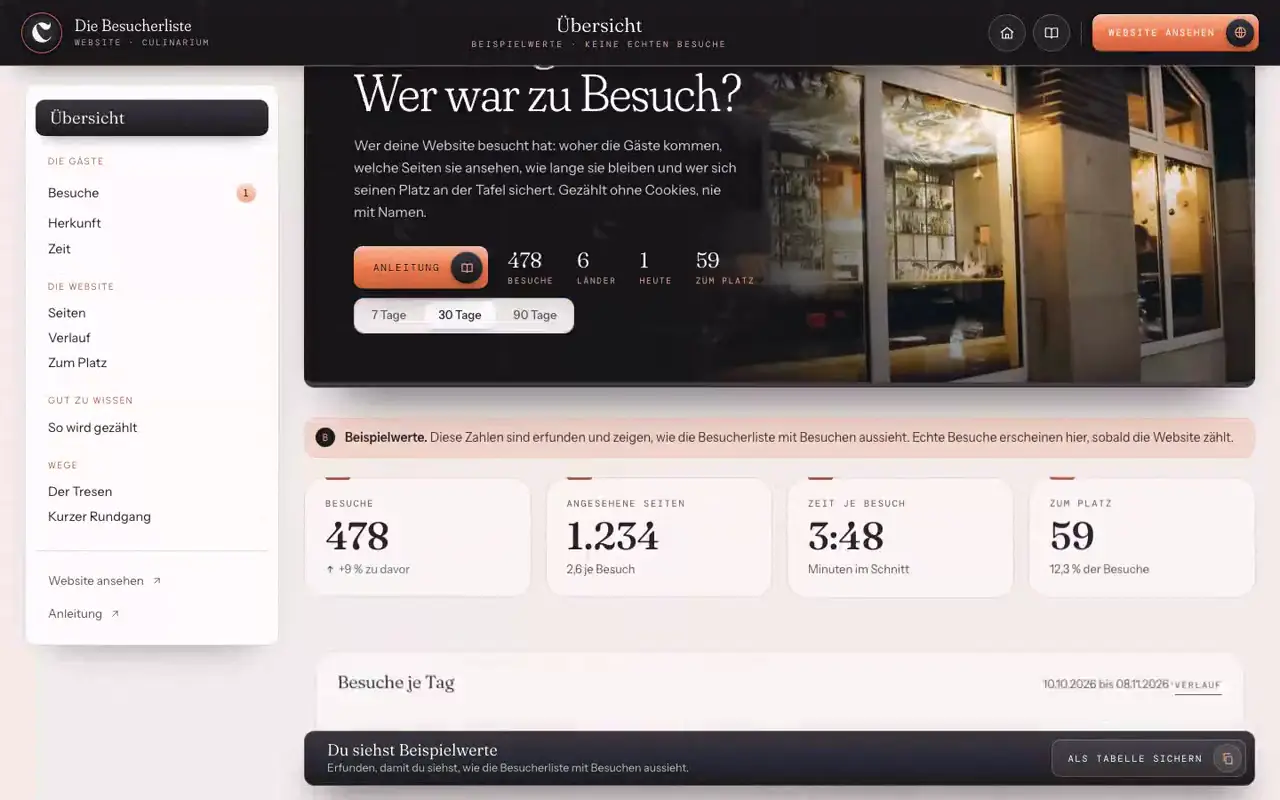 Die Besucherliste
WEBSITE · CULINARIUM
Übersicht
BEISPIELWERTE · KEINE ECHTEN BESUCHE
WEBSITE ANSEHEN
Übersicht
DIE GÄSTE
Besuche 1
Herkunft
Zeit
DIE WEBSITE
Seiten
Verlauf
Zum Platz
GUT ZU WISSEN
So wird gezählt
WEGE
Der Tresen
Kurzer Rundgang
Website ansehen ↗
Anleitung ↗
Wer war zu Besuch?
Wer deine Website besucht hat: woher die Gäste kommen,
welche Seiten sie ansehen, wie lange sie bleiben und wer sich
seinen Platz an der Tafel sichert. Gezählt ohne Cookies, nie
mit Namen.
ANLEITUNG
478 6 1 59
BESUCHE LÄNDER HEUTE ZUM PLATZ
7 Tage 30 Tage 90 Tage
B Beispielwerte. Diese Zahlen sind erfunden und zeigen, wie die Besucherliste mit Besuchen aussieht. Echte Besuche erscheinen hier, sobald die Website zählt.
BESUCHE
478
↑ +9 % zu davor
ANGESEHENE SEITEN
1.234
2,6 je Besuch
ZEIT JE BESUCH
3:48
Minuten im Schnitt
ZUM PLATZ
59
12,3 % der Besuche
Besuche je Tag
10.10.2026 bis 08.11.2026 · VERLAUF
Du siehst Beispielwerte
Erfunden, damit du siehst, wie die Besucherliste mit Besuchen aussieht.
ALS TABELLE SICHERN